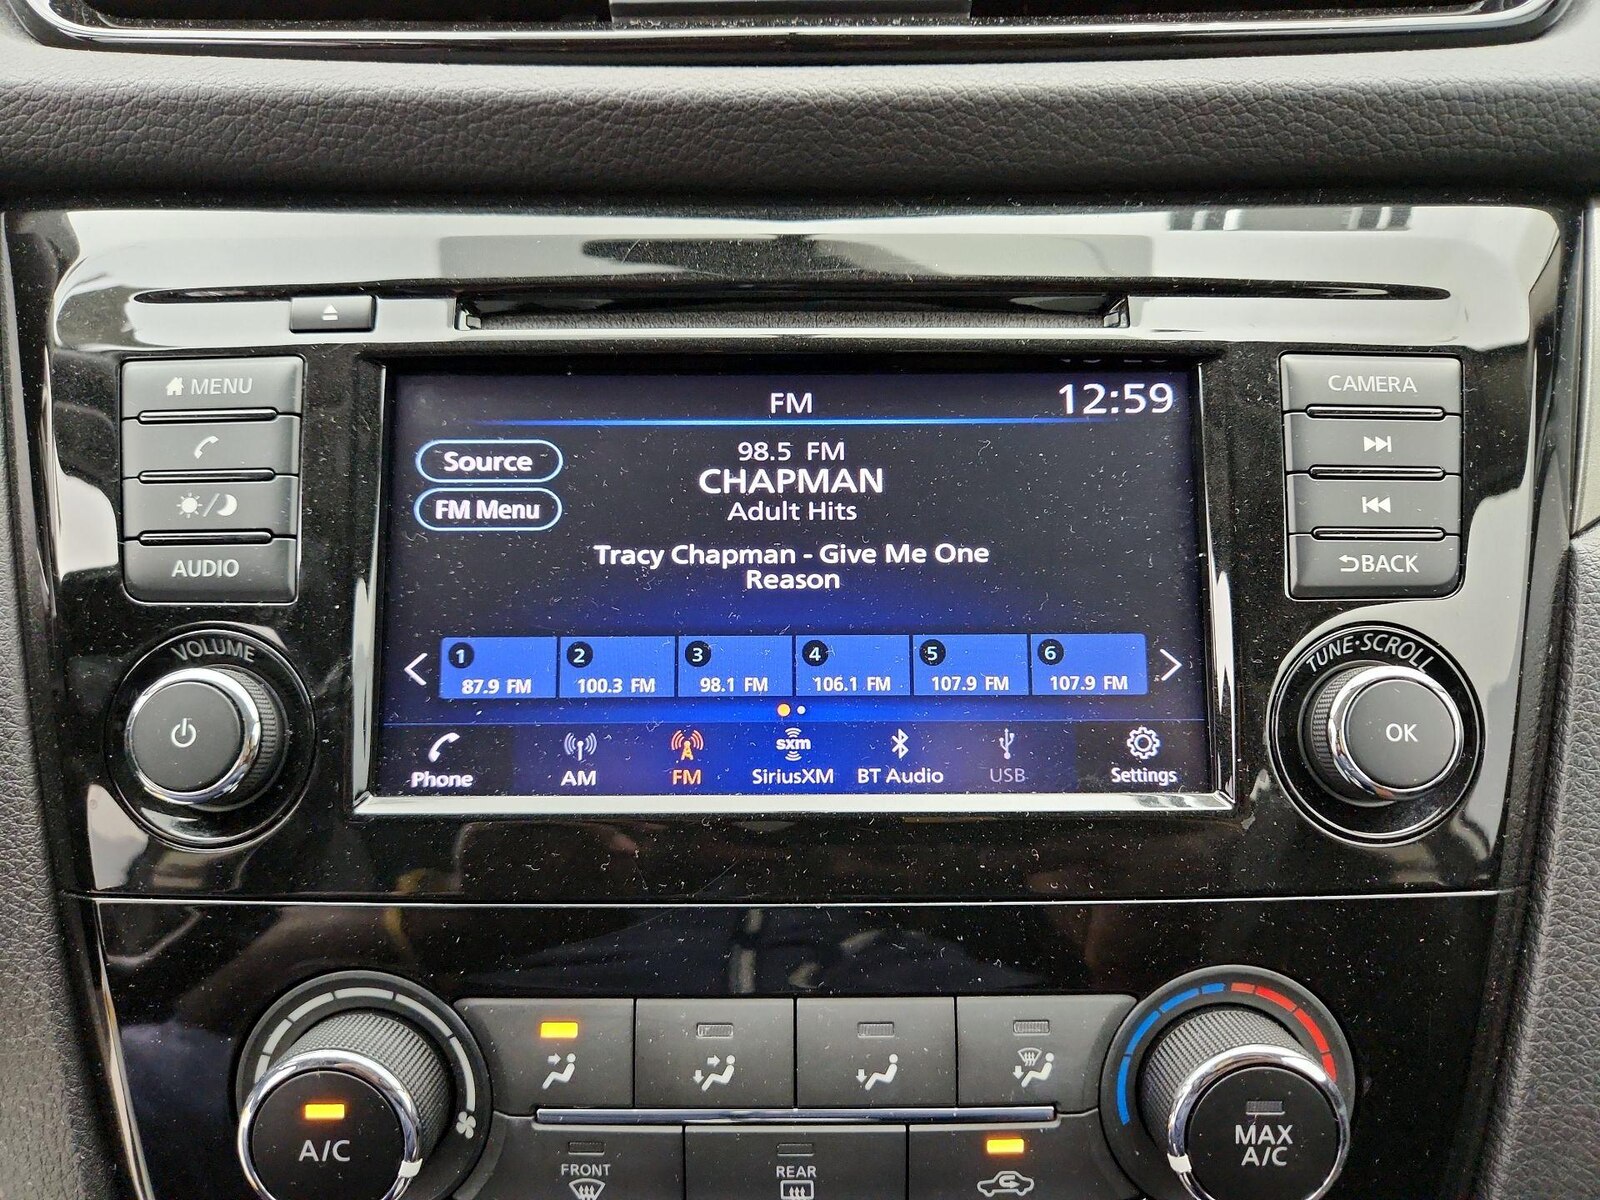 MENU
AUDIO
VOLUME
FM
12:59
Source
FM Menu
98.5 FM
CHAPMAN
Adult Hits
Tracy Chapman - Give Me One
Reason
1 2 3 4 5 6
87.9 FM 100.3 FM 98.1 FM 106.1 FM 107.9 FM 107.9 FM
Phone AM FM sxm SiriusXM BT Audio USB Settings
CAMERA
BACK
TUNE·SCROLL
OK
A/C
FRONT
REAR
MAX
A/C